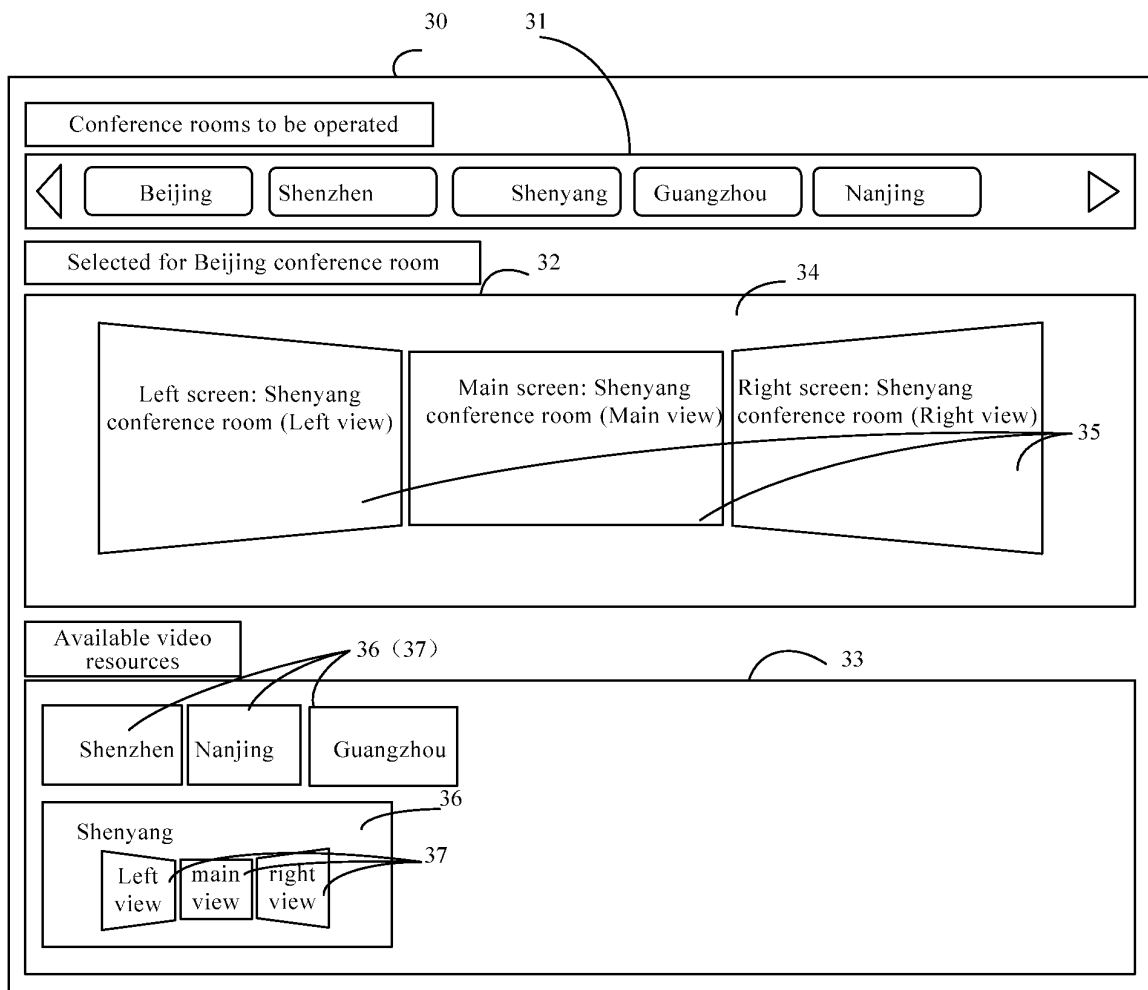 30
31
Conference rooms to be operated
Beijing
Shenzhen
Shenyang
Guangzhou
Nanjing
Selected for Beijing conference room
32
34
Left screen: Shenyang
conference room (Left view)
Main screen: Shenyang
conference room (Main view)
Right screen: Shenyang
conference room (Right view)
35
Available video
resources
36（37）
33
Shenzhen
Nanjing
Guangzhou
36
Shenyang
Left
view
main
view
right
view
37